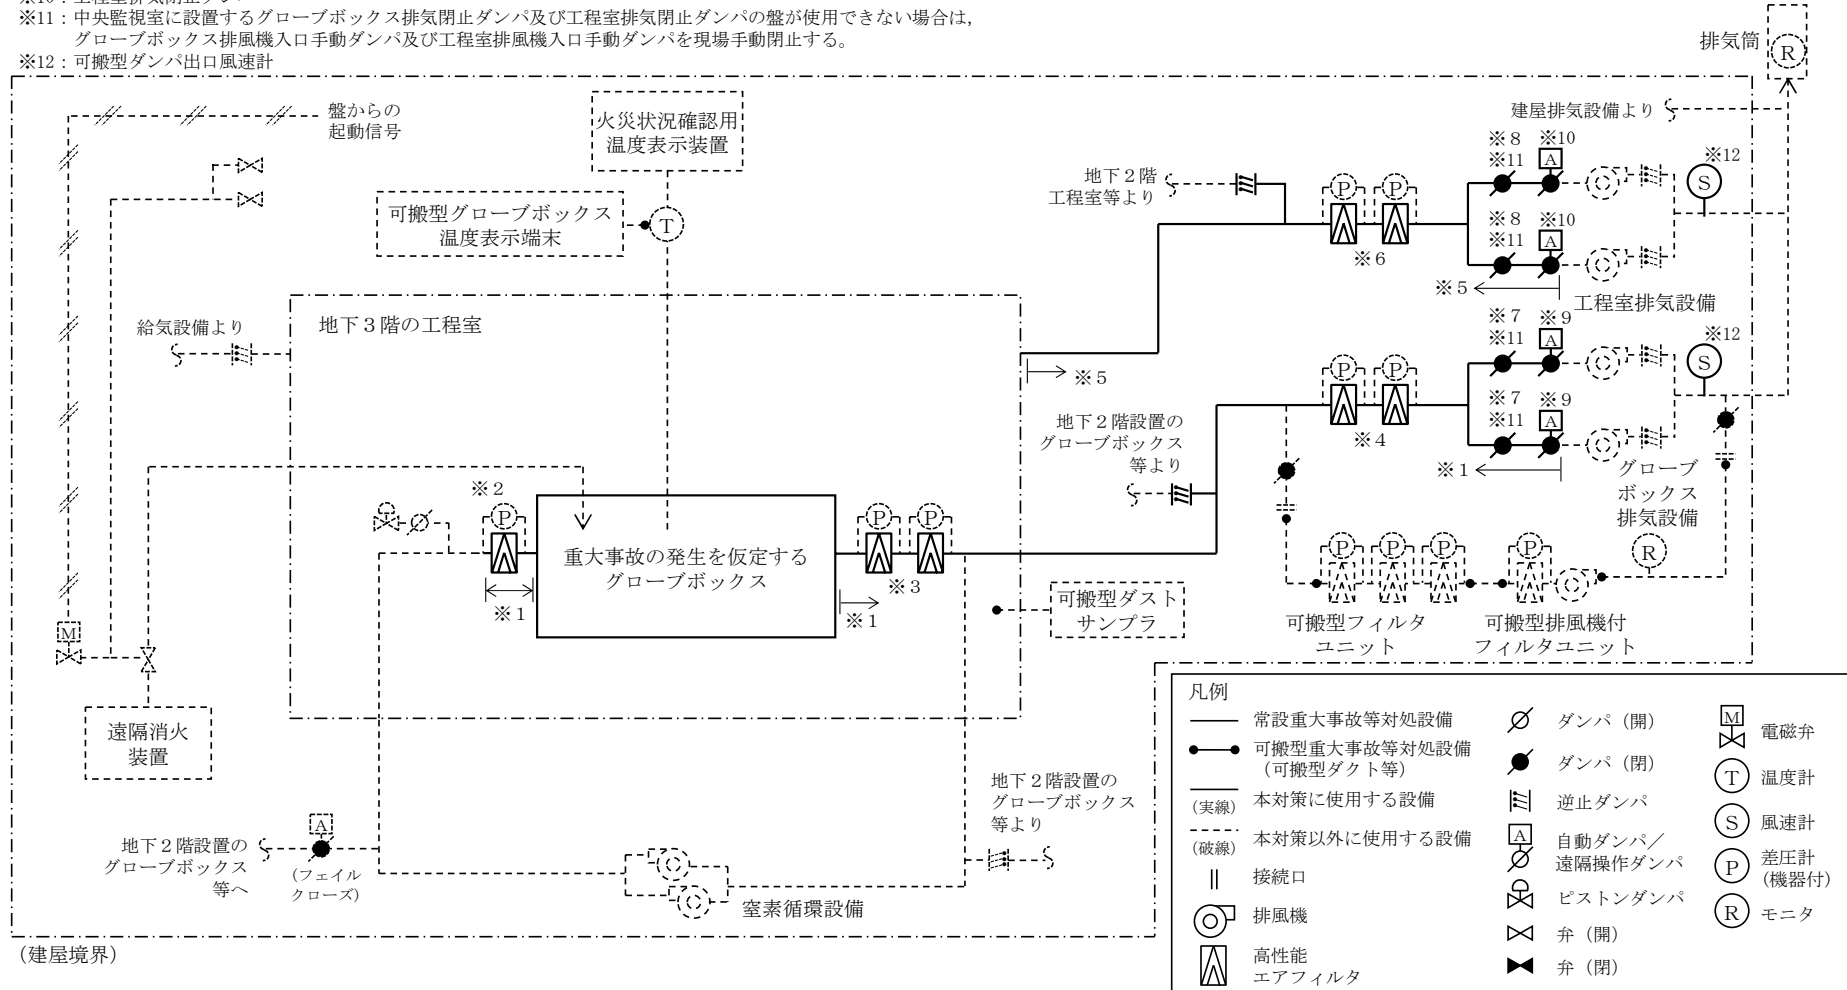 ※11：中央監視室に設置するグローブボックス排気閉止ダンパ及び工程室排気閉止ダンパの盤が使用できない場合は，
グローブボックス排風機入口手動ダンパ及び工程室排風機入口手動ダンパを現場手動閉止する。
※12：可搬型ダンパ出口風速計
排気筒
R
盤からの
起動信号
火災状況確認用
温度表示装置
建屋排気設備より
可搬型グローブボックス
温度表示端末
T
地下２階
工程室等より
P
P
※６
※８
※11
※10
A
※８
※11
※10
A
※12
S
※５
工程室排気設備
給気設備より
地下３階の工程室
※５
※７
※11
※９
A
※７
※11
※９
A
※12
S
P
P
※４
※１
地下２階設置の
グローブボックス
等より
グローブ
ボックス
排気設備
※２
P
※１
重大事故の発生を仮定する
グローブボックス
P
P
※３
※１
可搬型ダスト
サンプラ
P
P
P
P
R
可搬型フィルタ
ユニット
可搬型排風機付
フィルタユニット
M
遠隔消火
装置
地下２階設置の
グローブボックス
等へ
A
（フェイル
クローズ）
窒素循環設備
地下２階設置の
グローブボックス
等より
（建屋境界）
凡例
常設重大事故等対処設備
可搬型重大事故等対処設備
（可搬型ダクト等）
（実線）
本対策に使用する設備
（破線）
本対策以外に使用する設備
接続口
排風機
高性能
エアフィルタ
ダンパ（開）
ダンパ（閉）
逆止ダンパ
A
自動ダンパ／
遠隔操作ダンパ
ピストンダンパ
弁（開）
弁（閉）
M
電磁弁
T
温度計
S
風速計
P
差圧計
（機器付）
R
モニタ